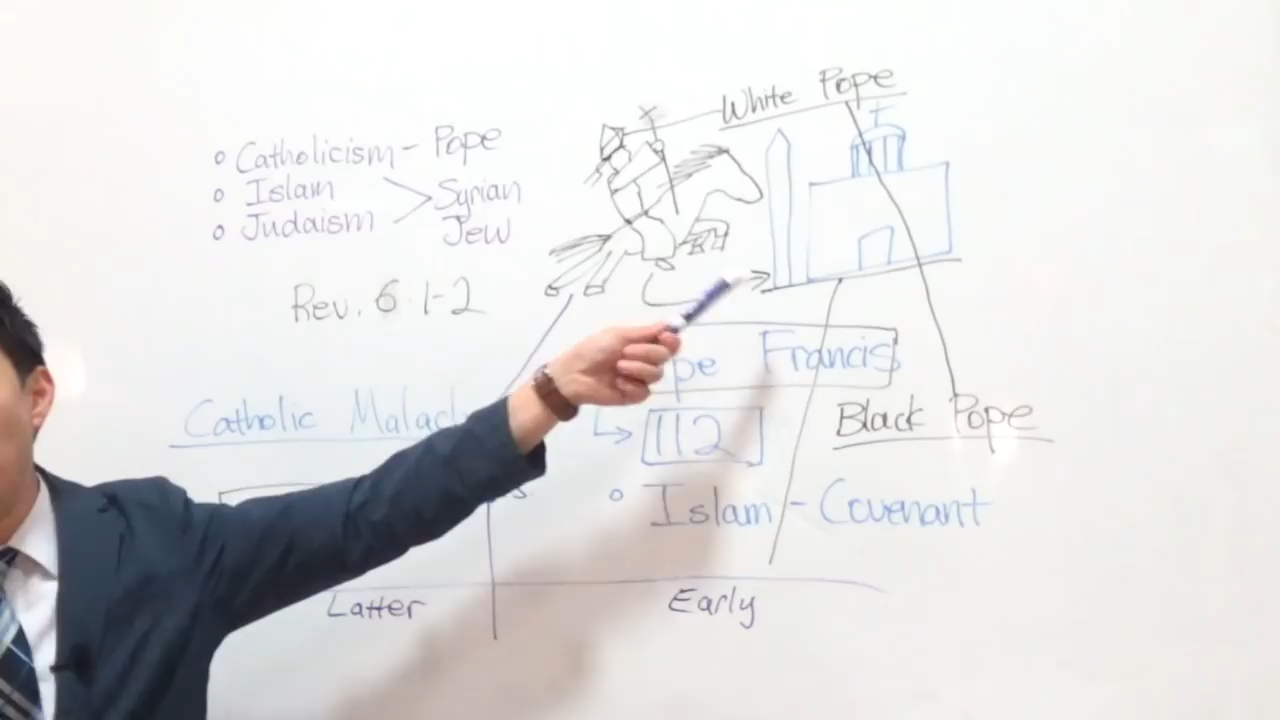 White Pope
Catholicism - Pope
Islam
Syrian
Judaism
Jew
Rev. 6 1-2
Francis
Catholic
112
Black Pope
Islam - Covenant
Latter
Early